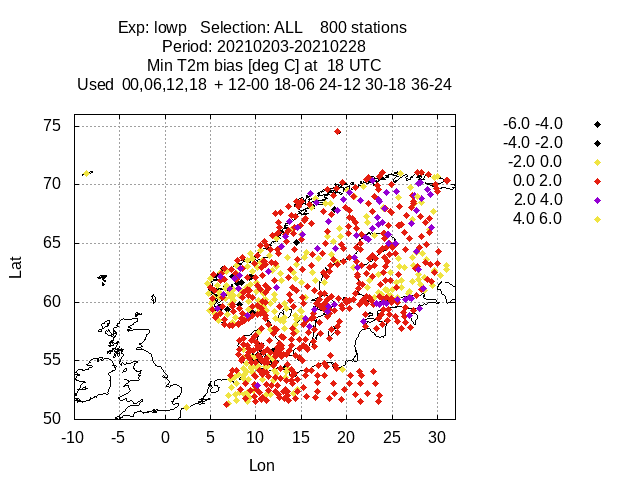 Exp: lowp   Selection: ALL    800 stations
Period: 20210203-20210228
Min T2m bias [deg C] at  18 UTC
Used  00,06,12,18  + 12-00 18-06 24-12 30-18 36-24
-6.0 -4.0
-4.0 -2.0
-2.0 0.0
0.0 2.0
2.0 4.0
4.0 6.0
75
70
65
60
55
50
Lat
-10 -5 0 5 10 15 20 25 30
Lon